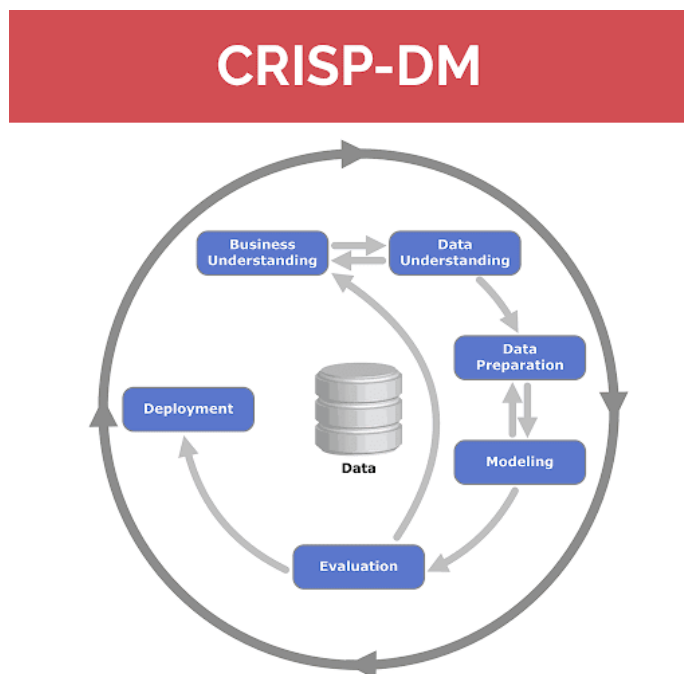 CRISP-DM
Business
Understanding
Data
Understanding
Data
Preparation
Modeling
Evaluation
Deployment
Data